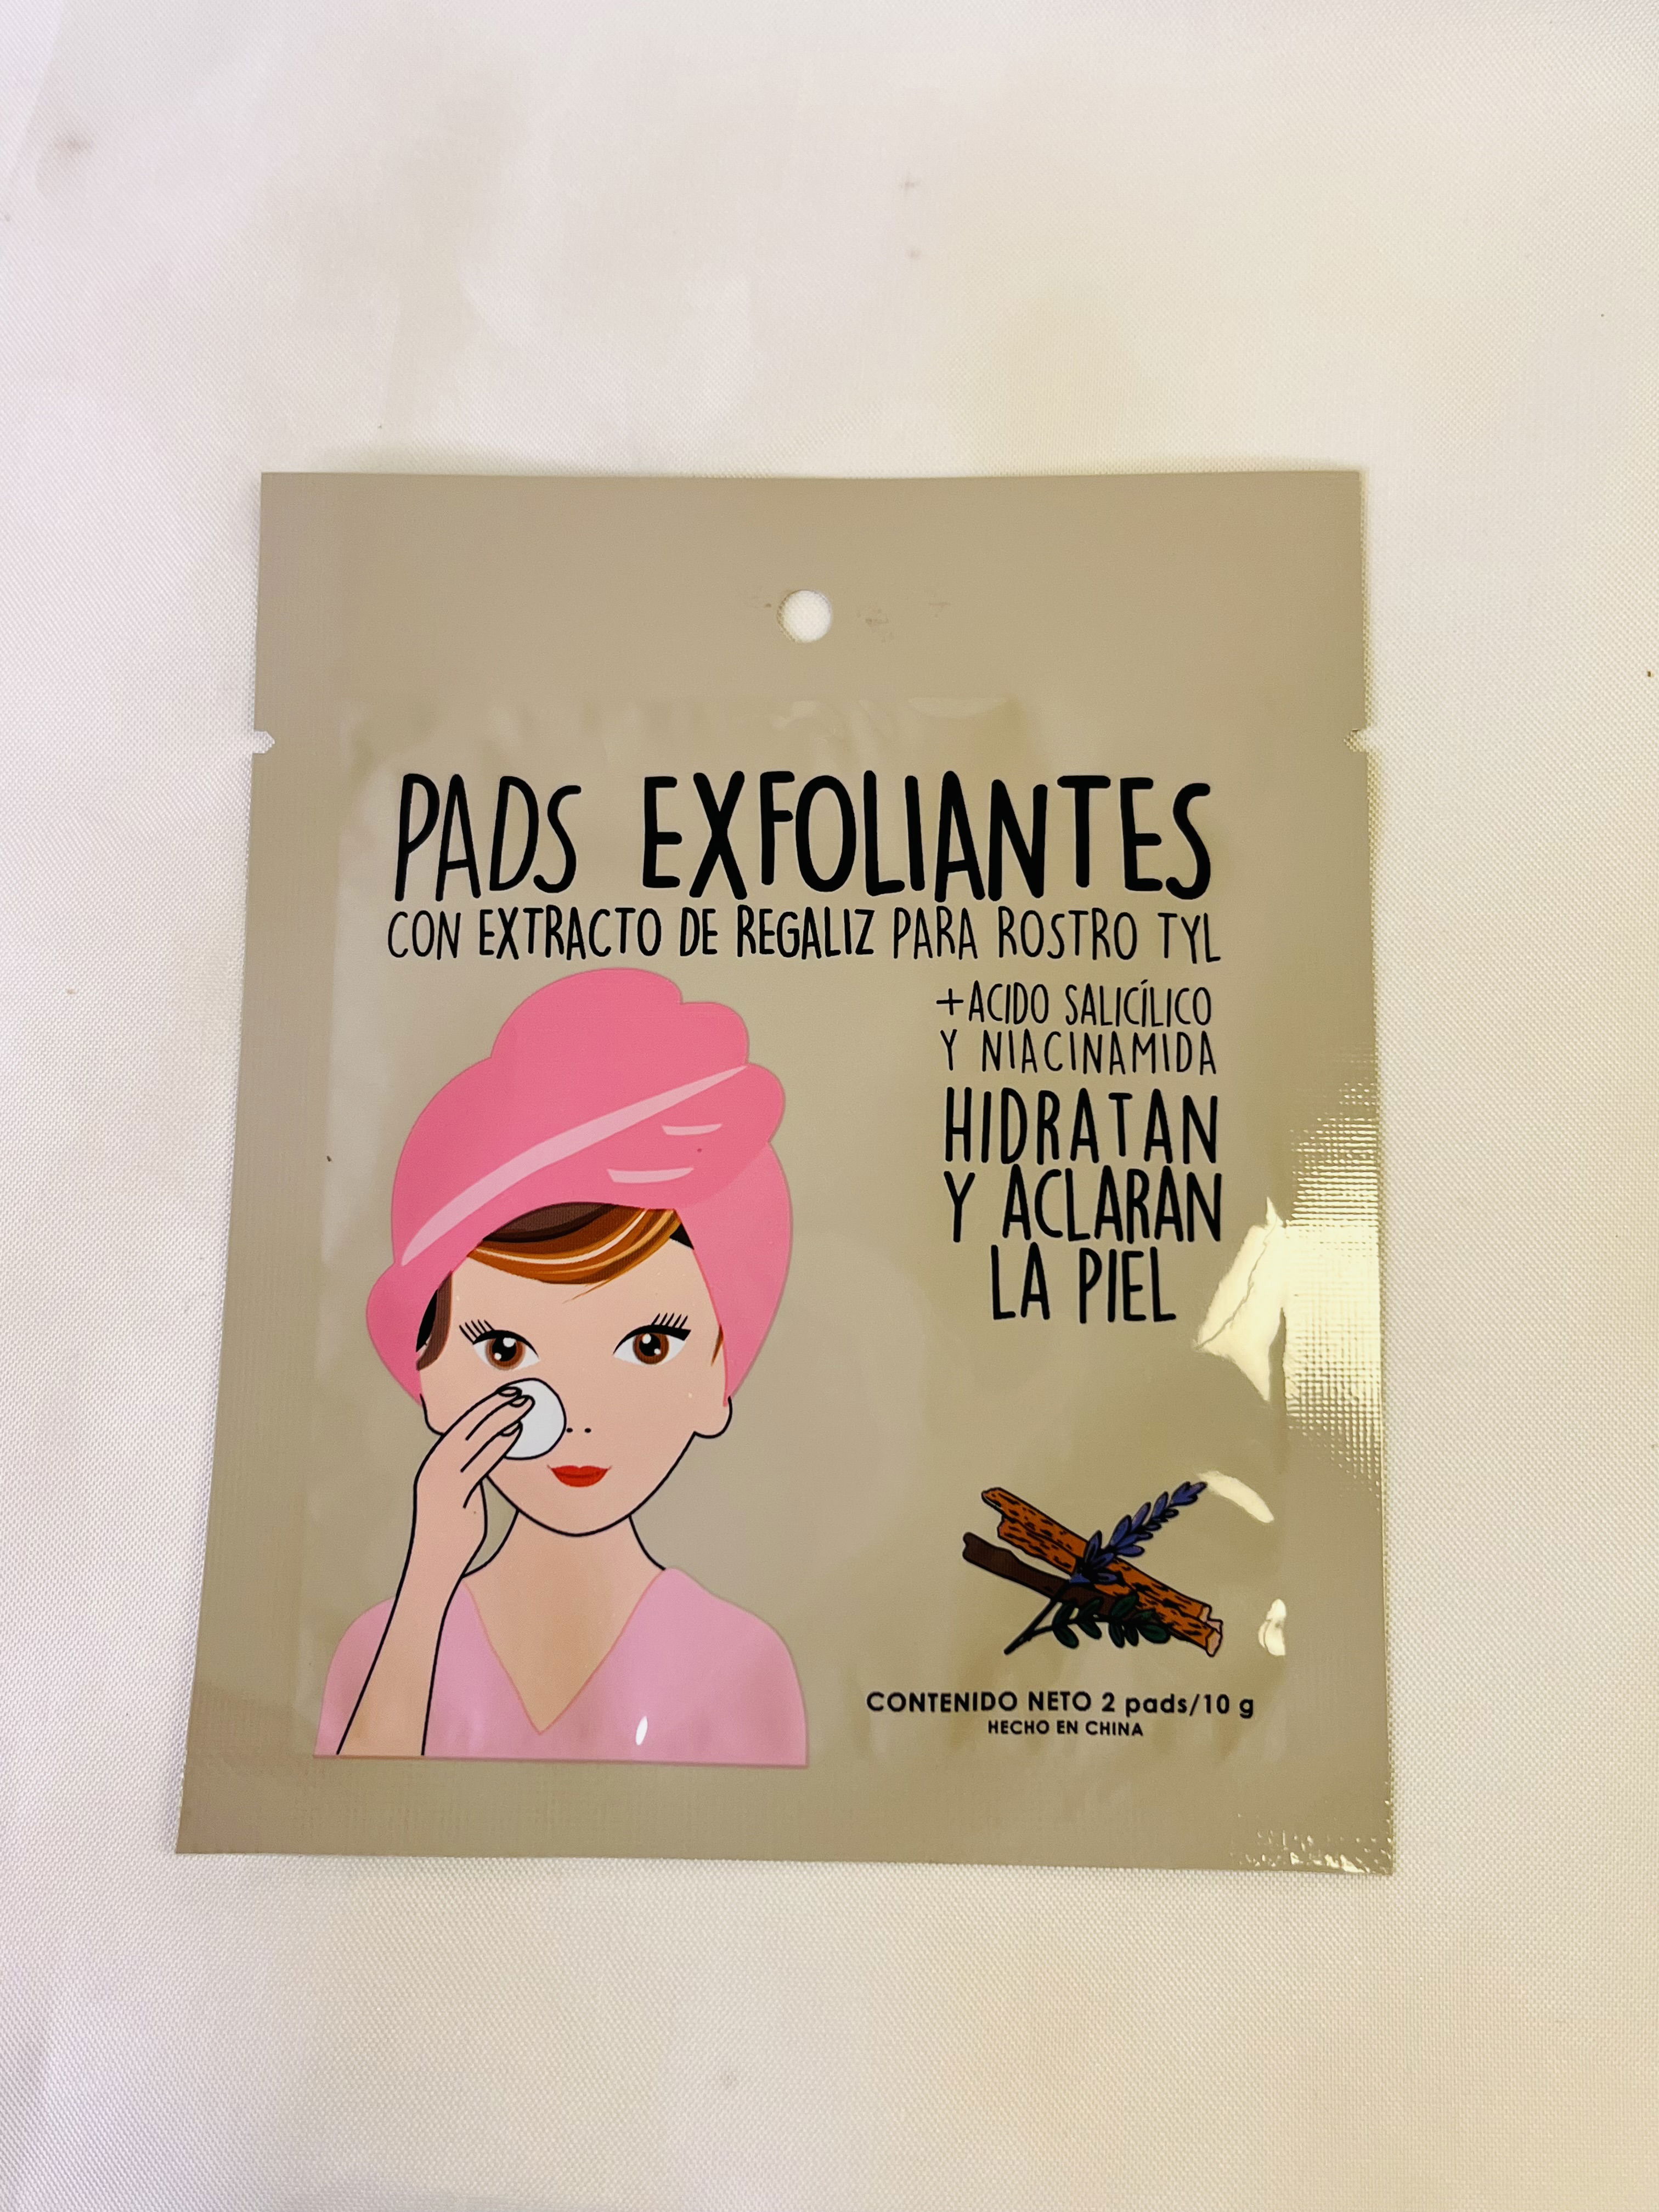 PADS EXFOLIANTES
CON EXTRACTO DE REGALIZ PARA ROSTRO TYL
+ACIDO SALICÍLICO
Y NIACINAMIDA
HIDRATAN
Y ACLARAN
LA PIEL
CONTENIDO NETO 2 pads/10 g
HECHO EN CHINA